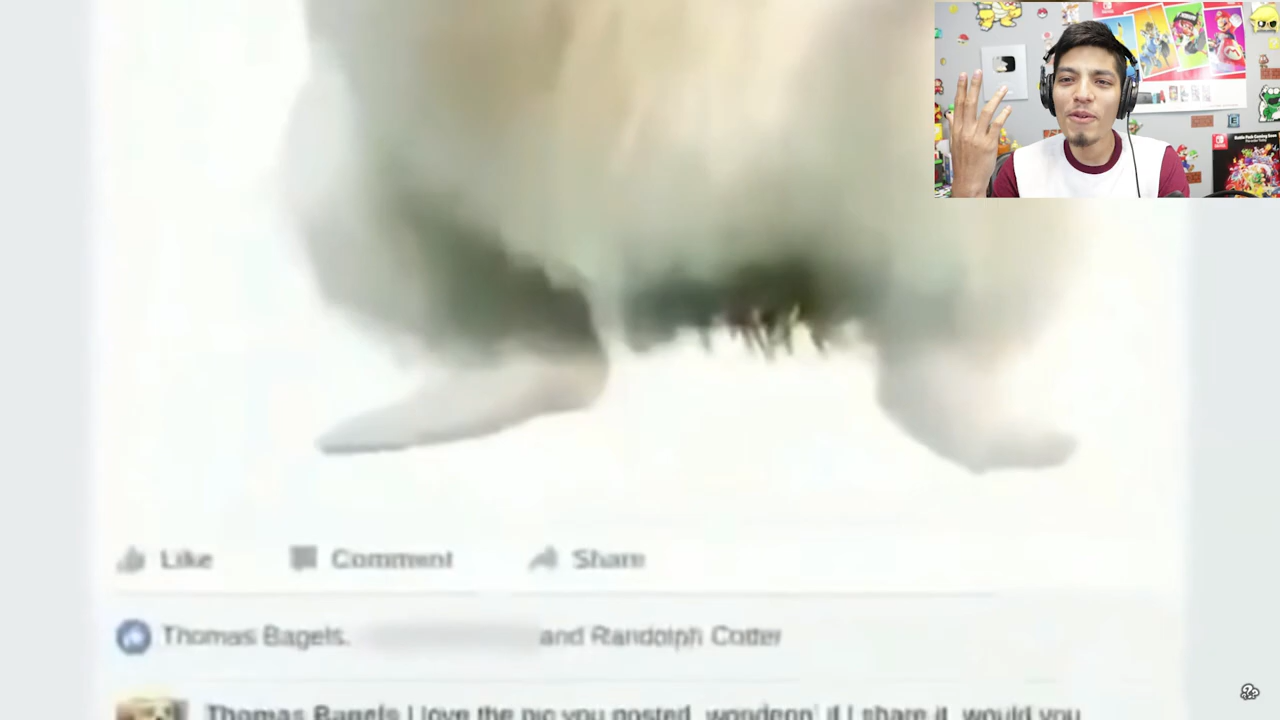 Like Comment Share
Thomas Bagels, and Randolph Cotter
Thomas Bagels I love the pic you posted, wonderin' if I share it, would you